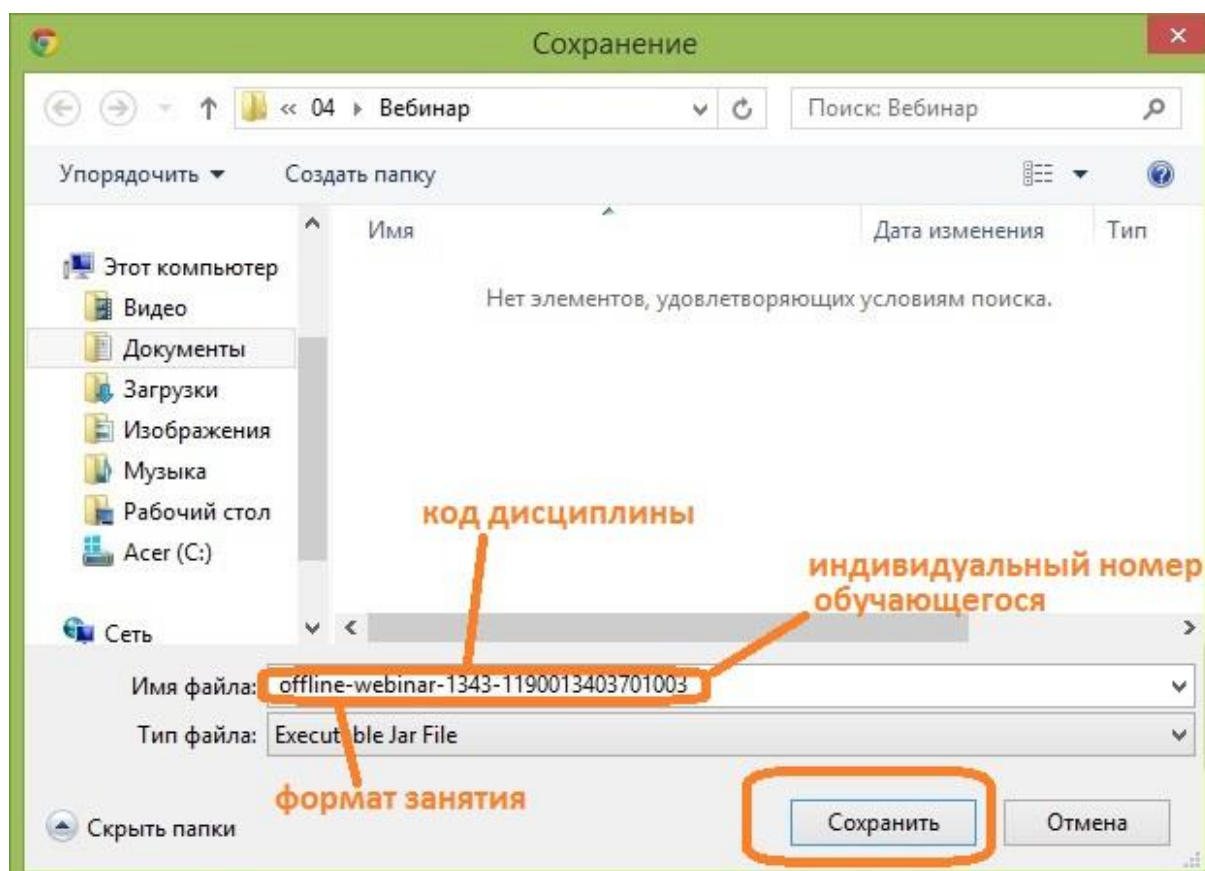 Сохранение
« 04 Вебинар
Поиск: Вебинар
Упорядочить
Создать папку
Имя
Дата изменения
Тип
Этот компьютер
Нет элементов, удовлетворяющих условиям поиска.
Видео
Документы
Загрузки
Изображения
Музыка
Рабочий стол
Acer (C:)
Сеть
код дисциплины
индивидуальный номер
обучающегося
Имя файла: offline-webinar-1343-1190013403701003
Тип файла: Executable Jar File
формат занятия
Скрыть папки
Сохранить
Отмена